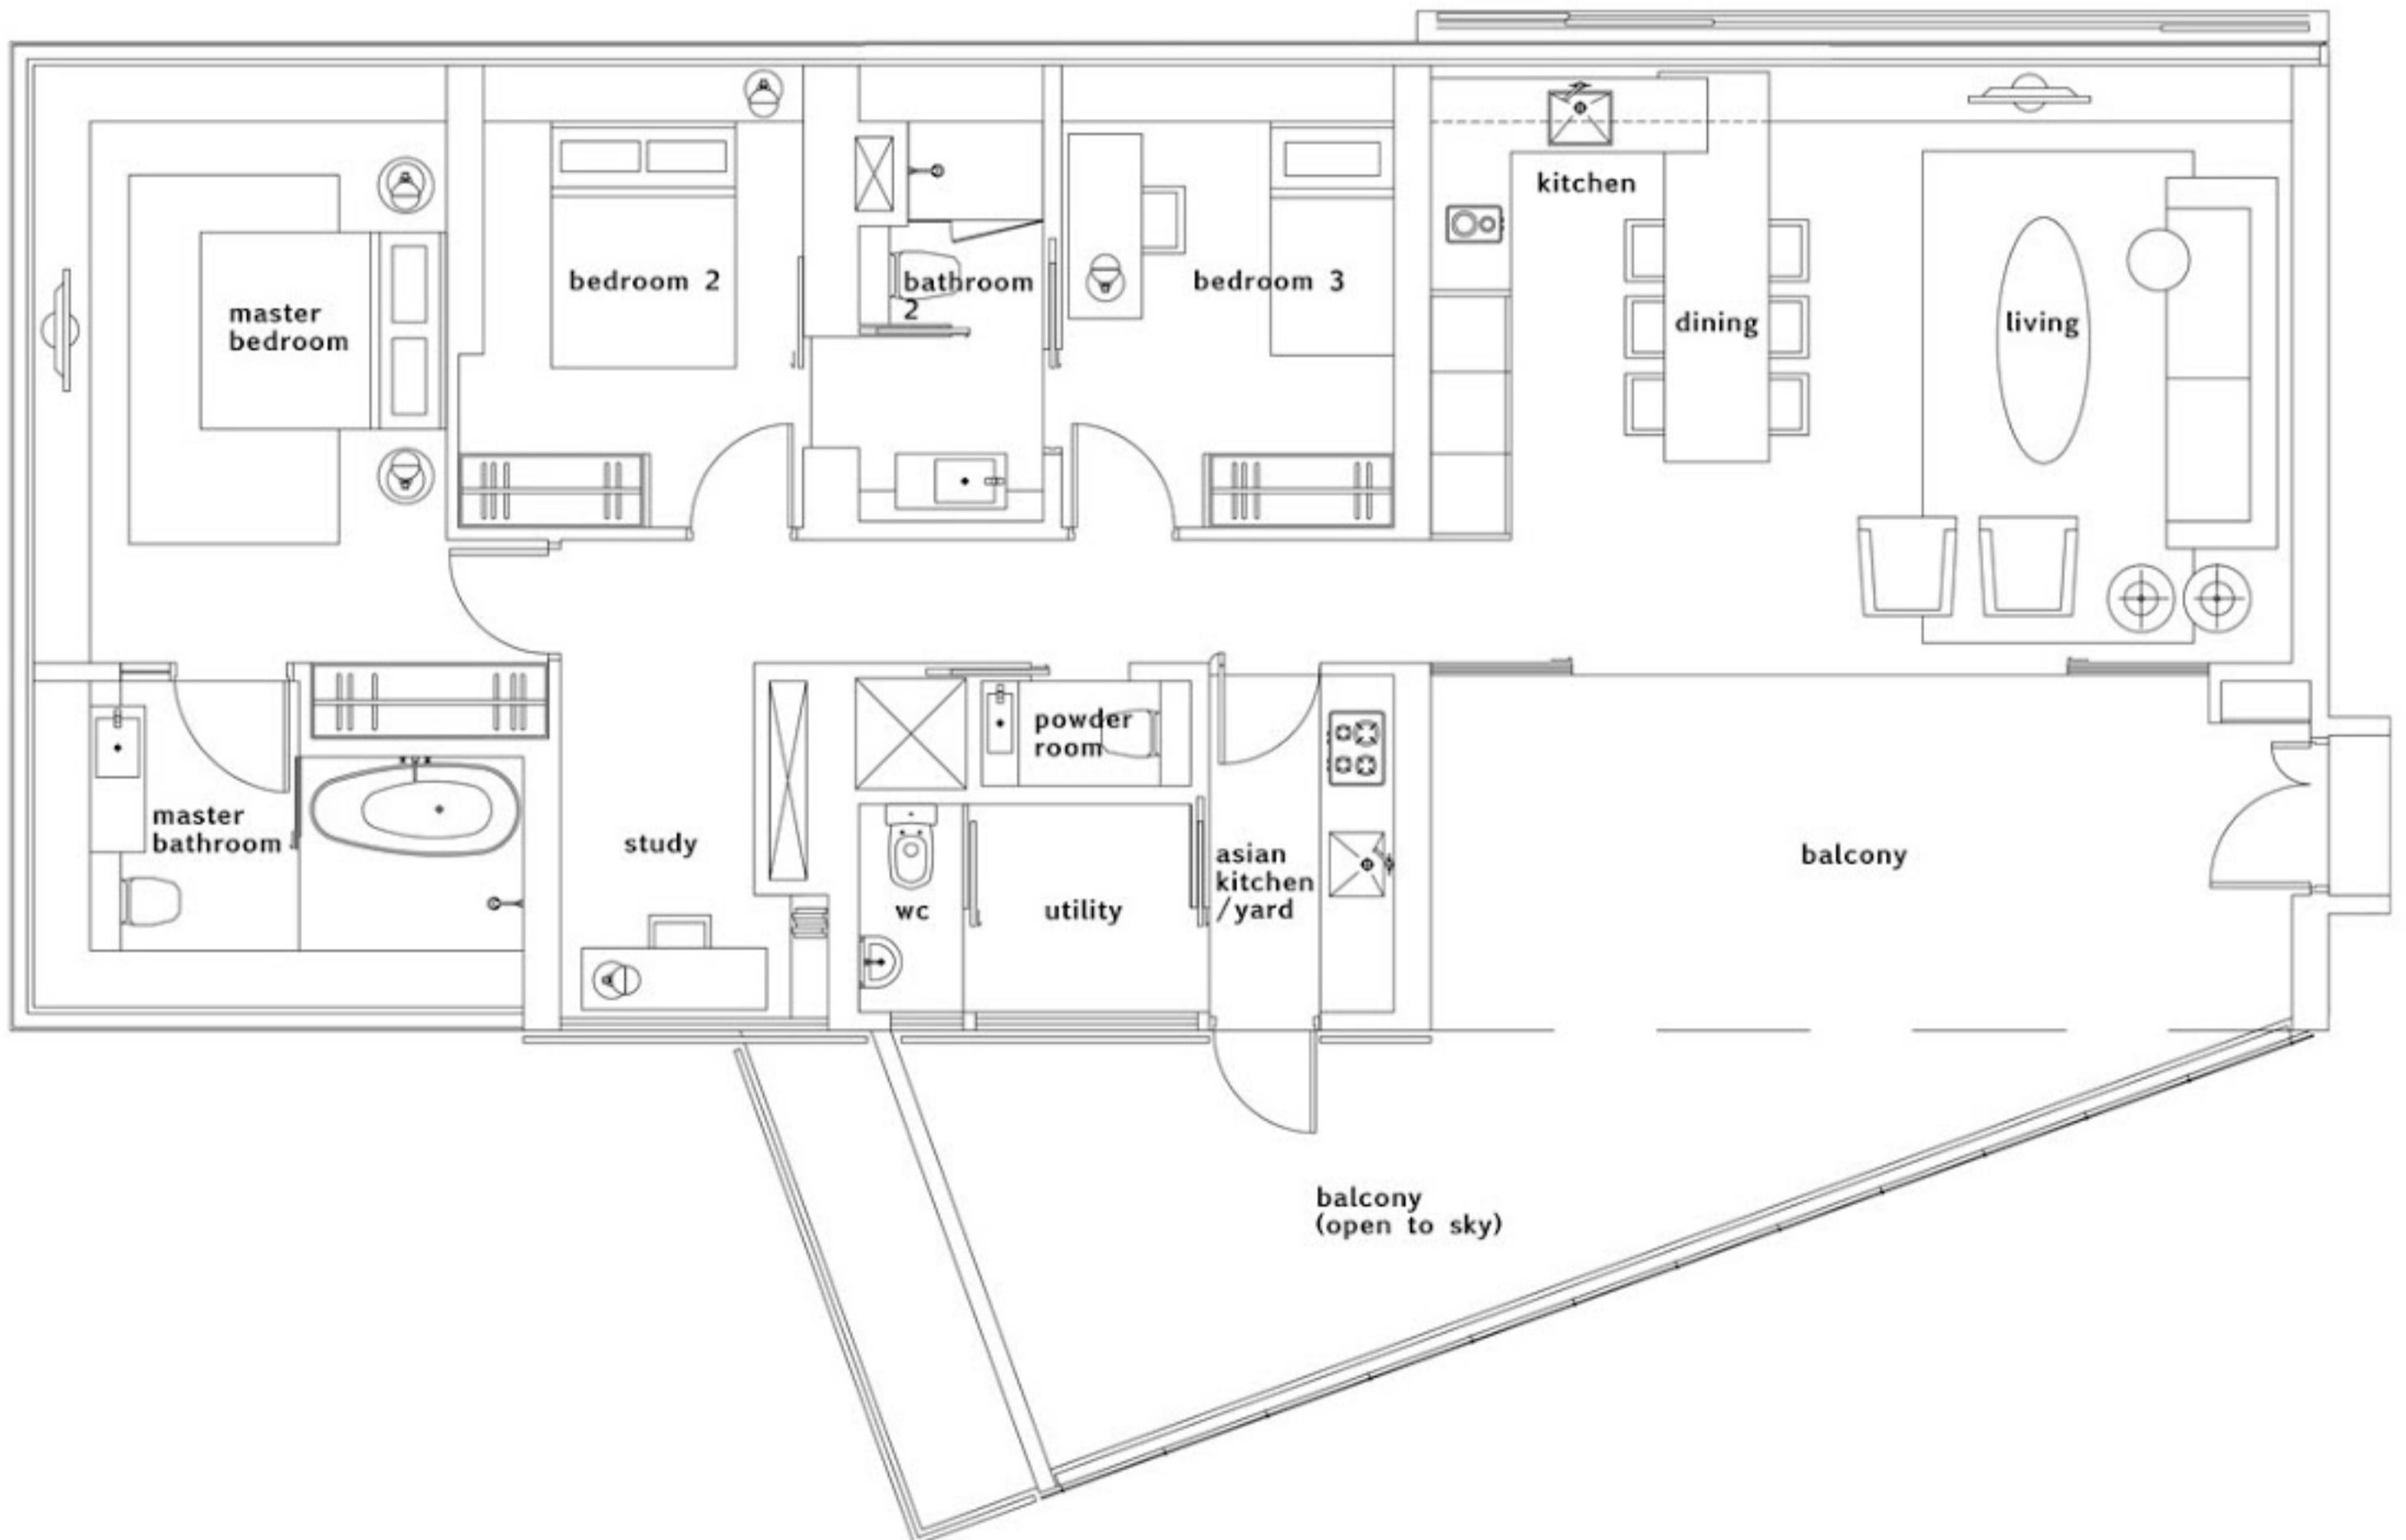 master
bedroom
bedroom 2
bathroom
2
bedroom 3
kitchen
dining
living
master
bathroom
study
powder
room
wc
utility
asian
kitchen
/yard
balcony
balcony
(open to sky)